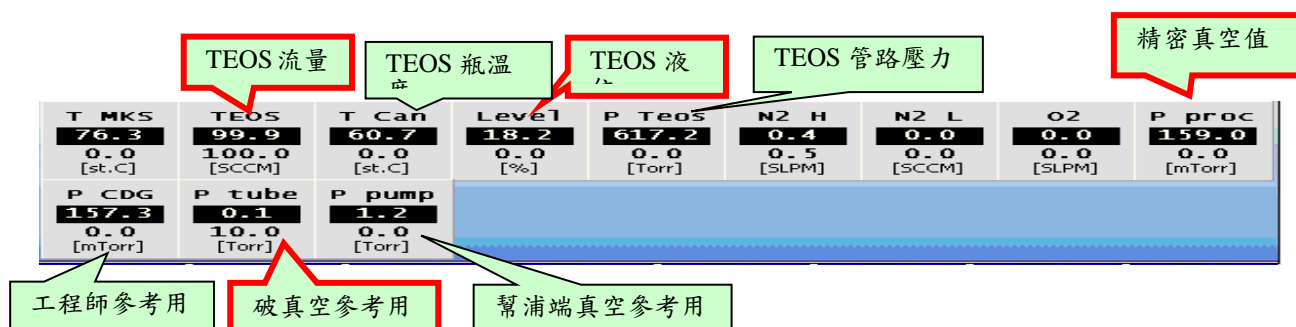 精密真空值
TEOS 流量
TEOS 瓶溫
TEOS 液
TEOS 管路壓力
T MKS TEOS T Can Level P Teos N2 H N2 L O2 P proc
76.3 99.9 60.7 18.2 617.2 0.4 0.0 0.0 159.0
0.0 100.0 0.0 0.0 0.0 0.5 0.0 0.0 0.0
[st.C] [SCCM] [st.C] [%] [Torr] [SLPM] [SCCM] [SLPM] [mTorr]
P CDG P tube P pump
157.3 0.1 1.2
0.0 10.0 0.0
[mTorr] [Torr] [Torr]
工程師參考用 破真空參考用 幫浦端真空參考用